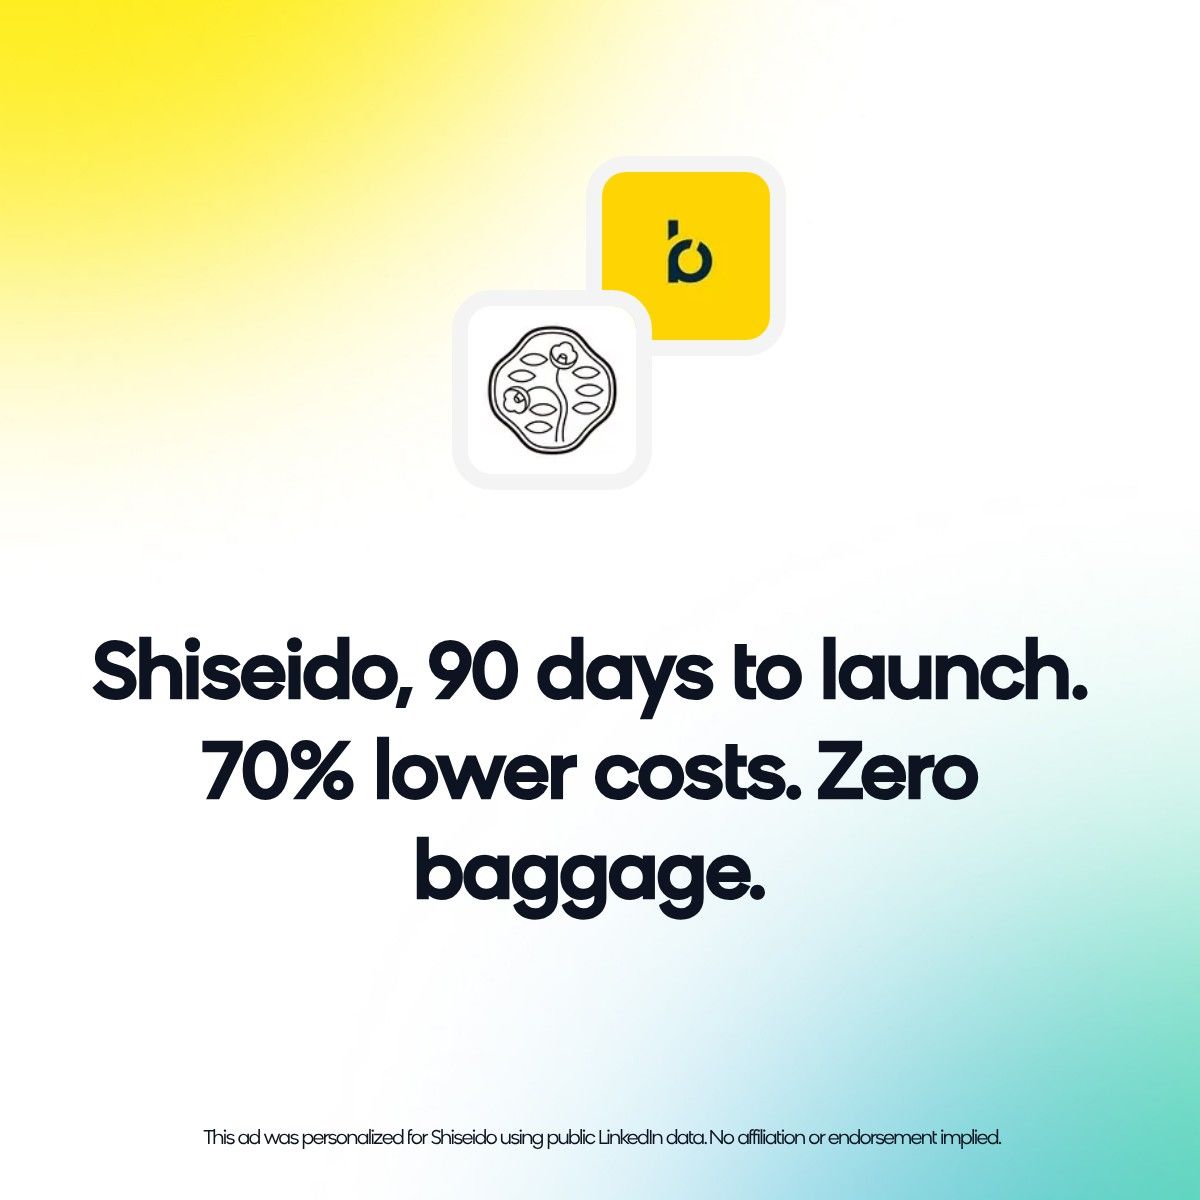 b
Shiseido, 90 days to launch.
70% lower costs. Zero
baggage.
This ad was personalized for Shiseido using public LinkedIn data. No affiliation or endorsement implied.